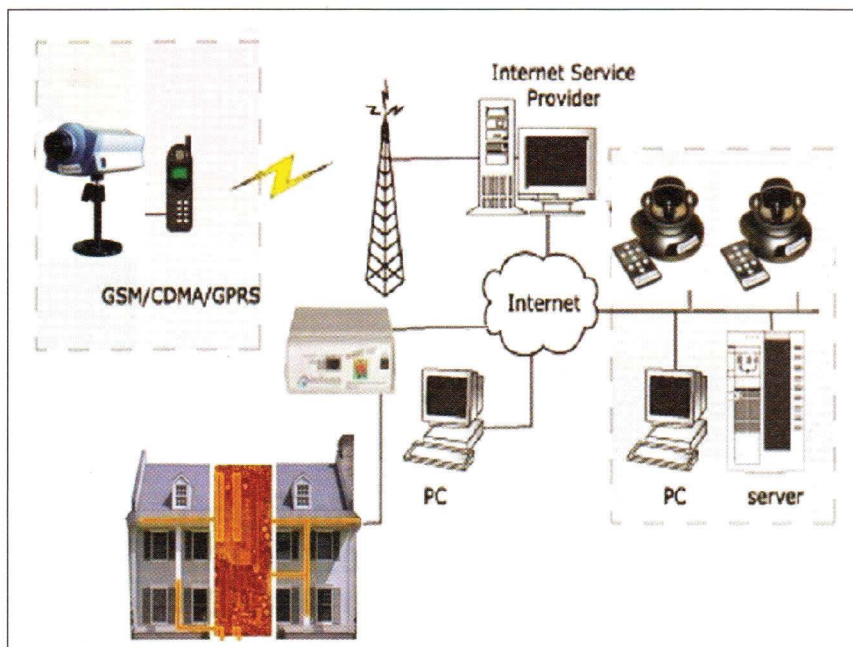 Internet Service
Provider
GSM/CDMA/GPRS
Internet
PC
PC
server